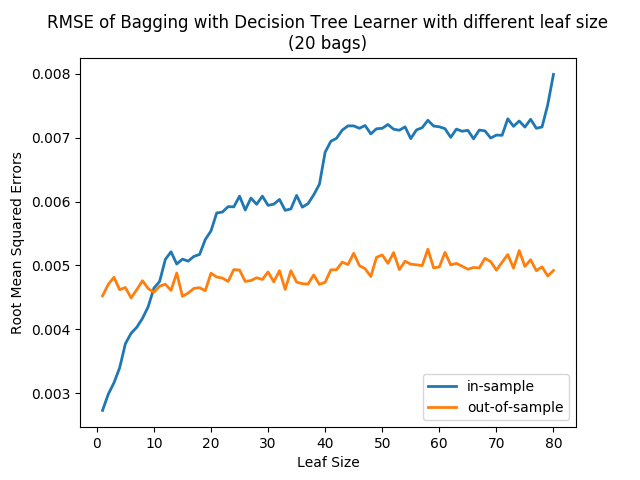 RMSE of Bagging with Decision Tree Learner with different leaf size
(20 bags)
Root Mean Squared Errors
0.008
0.007
0.006
0.005
0.004
0.003
0 10 20 30 40 50 60 70 80
Leaf Size
in-sample
out-of-sample